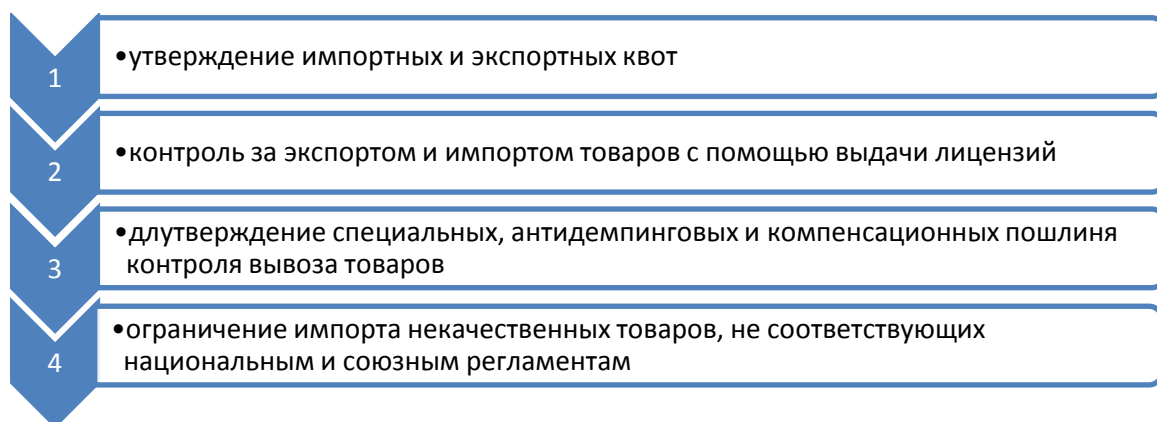 1
•утверждение импортных и экспортных квот
2
•контроль за экспортом и импортом товаров с помощью выдачи лицензий
3
•длутверждение специальных, антидемпинговых и компенсационных пошлиня
контроля вывоза товаров
4
•ограничение импорта некачественных товаров, не соответствующих
национальным и союзным регламентам